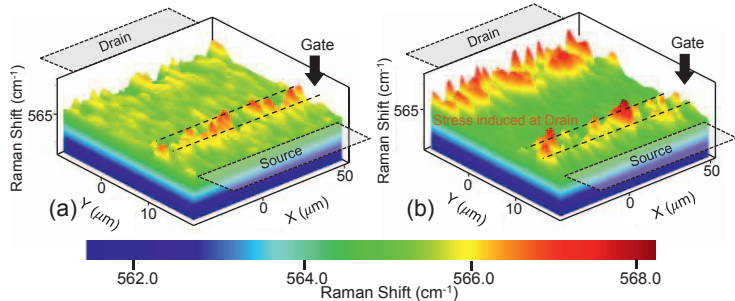 Drain
Gate
Raman Shift (cm-1)
565
Source
(a)
Y (μm)
0
10
0
X (μm)
50
Drain
Gate
Raman Shift (cm-1)
565
Stress induced at Drain
Source
(b)
Y (μm)
0
10
0
X (μm)
50
562.0
564.0
566.0
568.0
Raman Shift (cm-1)